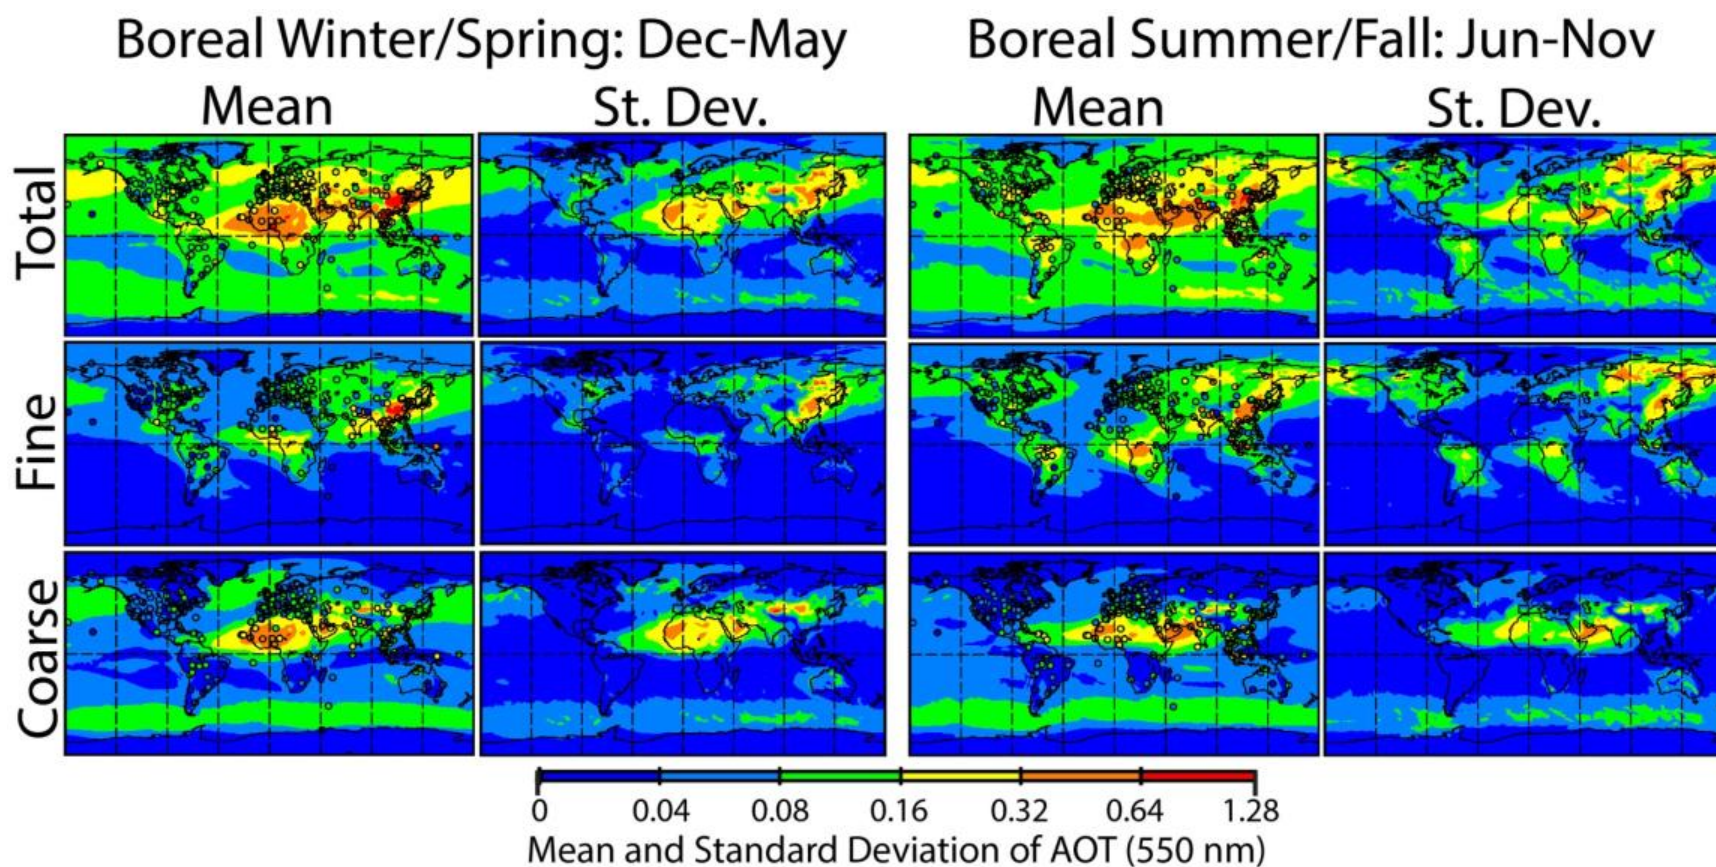 Boreal Winter/Spring: Dec-May
Boreal Summer/Fall: Jun-Nov
Mean
St. Dev.
Mean
St. Dev.
Total
Fine
Coarse
0 0.04 0.08 0.16 0.32 0.64 1.28
Mean and Standard Deviation of AOT (550 nm)